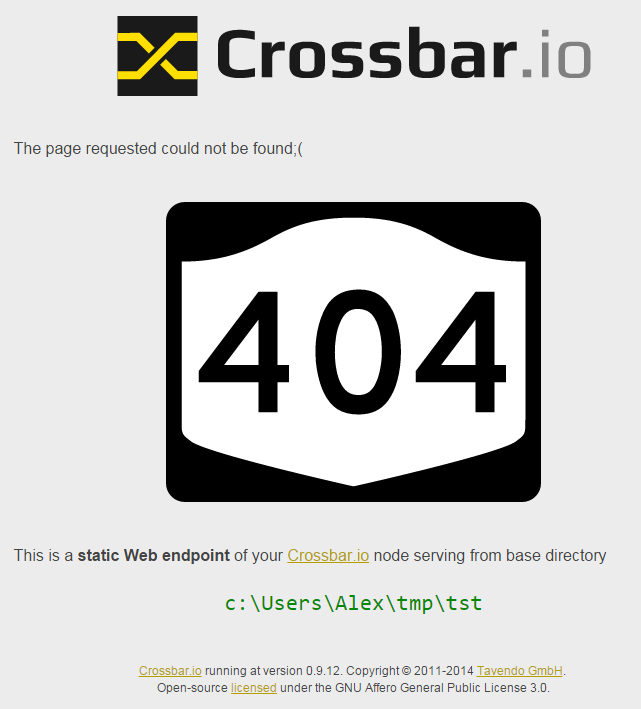 Crossbar.io
The page requested could not be found;(
404
This is a static Web endpoint of your Crossbar.io node serving from base directory
c:\Users\Alex\tmp\tst
Crossbar.io running at version 0.9.12. Copyright © 2011-2014 Tavendo GmbH.
Open-source licensed under the GNU Affero General Public License 3.0.